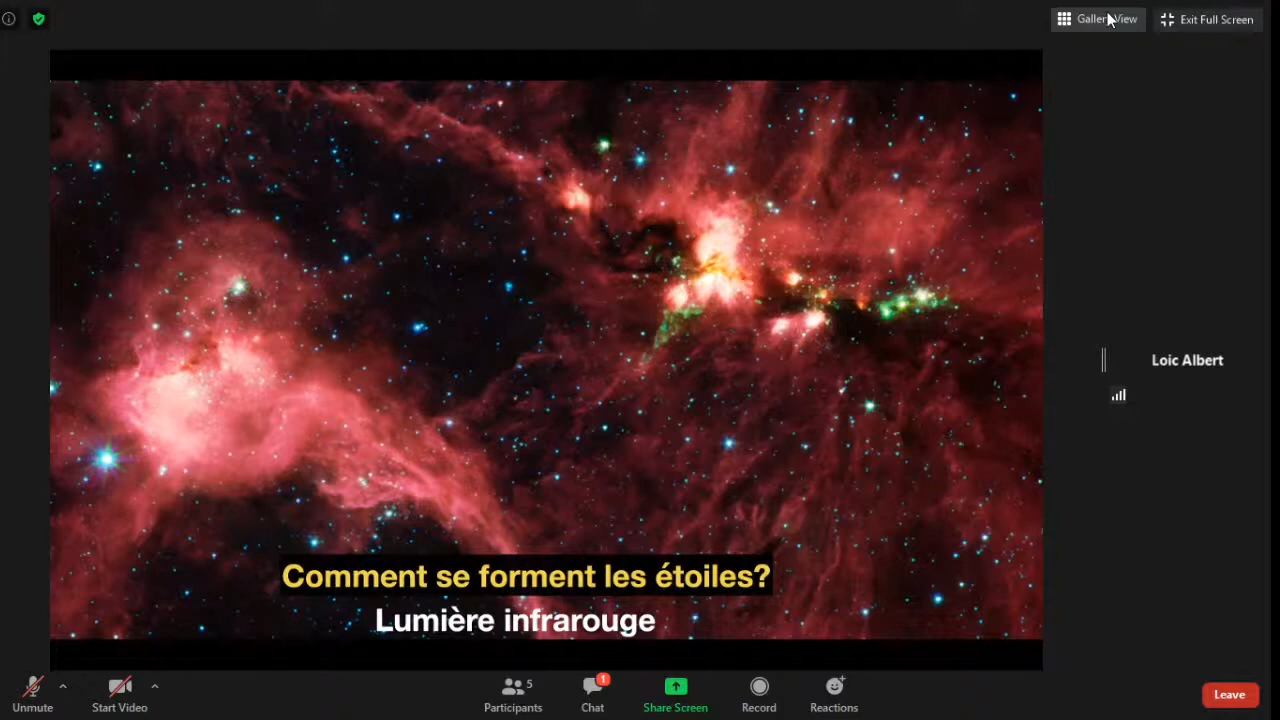 Gallery View
Exit Full Screen
Loic Albert
Comment se forment les étoiles?
Lumière infrarouge
Unmute
Start Video
5
Participants
1
Chat
Share Screen
Record
Reactions
Leave